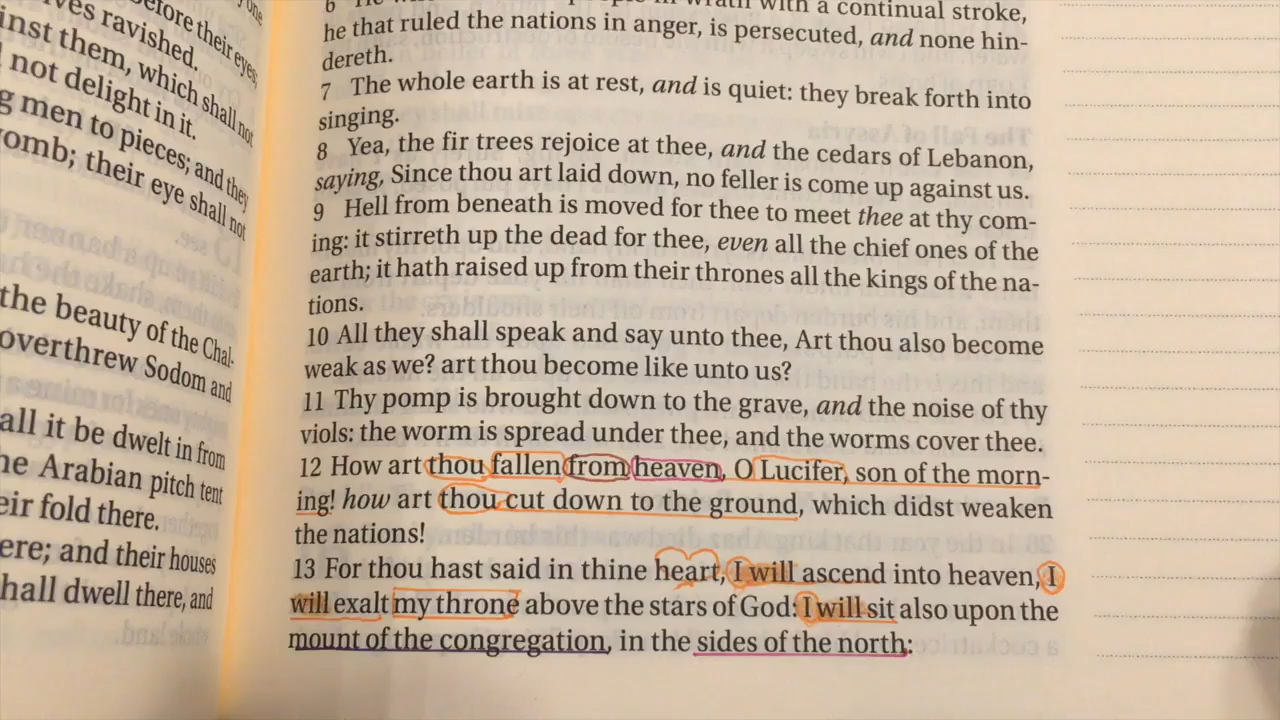 one
before their eyes;
ves ravished.
inst them, which shall not
not delight in it.
g men to pieces; and they
omb; their eye shall not
the beauty of the Chal-
overthrew Sodom and
all it be dwelt in from
he Arabian pitch tent
eir fold there.
ere; and their houses
hall dwell there, and
6 with a continual stroke,
he that ruled the nations in anger, is persecuted, and none hin-
dereth.
7 The whole earth is at rest, and is quiet: they break forth into
singing.
8 Yea, the fir trees rejoice at thee, and the cedars of Lebanon,
saying, Since thou art laid down, no feller is come up against us.
9 Hell from beneath is moved for thee to meet thee at thy com-
ing: it stirreth up the dead for thee, even all the chief ones of the
earth; it hath raised up from their thrones all the kings of the na-
tions.
10 All they shall speak and say unto thee, Art thou also become
weak as we? art thou become like unto us?
11 Thy pomp is brought down to the grave, and the noise of thy
viols: the worm is spread under thee, and the worms cover thee.
12 How art thou fallen from heaven, O Lucifer, son of the morn-
ing! how art thou cut down to the ground, which didst weaken
the nations!
13 For thou hast said in thine heart, I will ascend into heaven, I
will exalt my throne above the stars of God: I will sit also upon the
mount of the congregation, in the sides of the north: